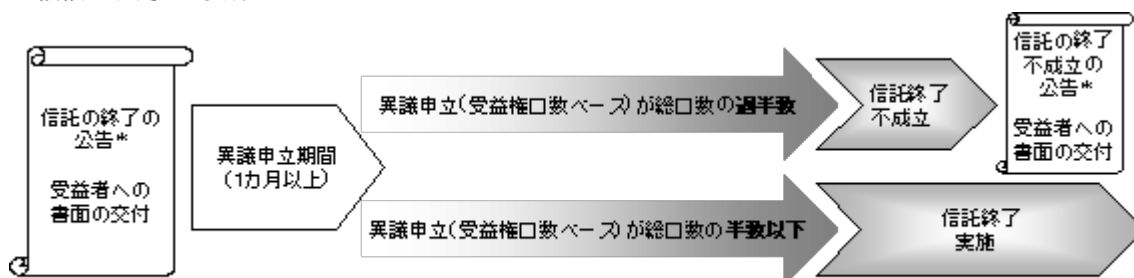 信託の終了の
公告*
受益者への
書面の交付
異議申立期間
(1カ月以上)
異議申立(受益権口数ベース)が総口数の過半数
信託終了
不成立
信託の終了
不成立の
公告*
受益者への
書面の交付
異議申立(受益権口数ベース)が総口数の半数以下
信託終了
実施